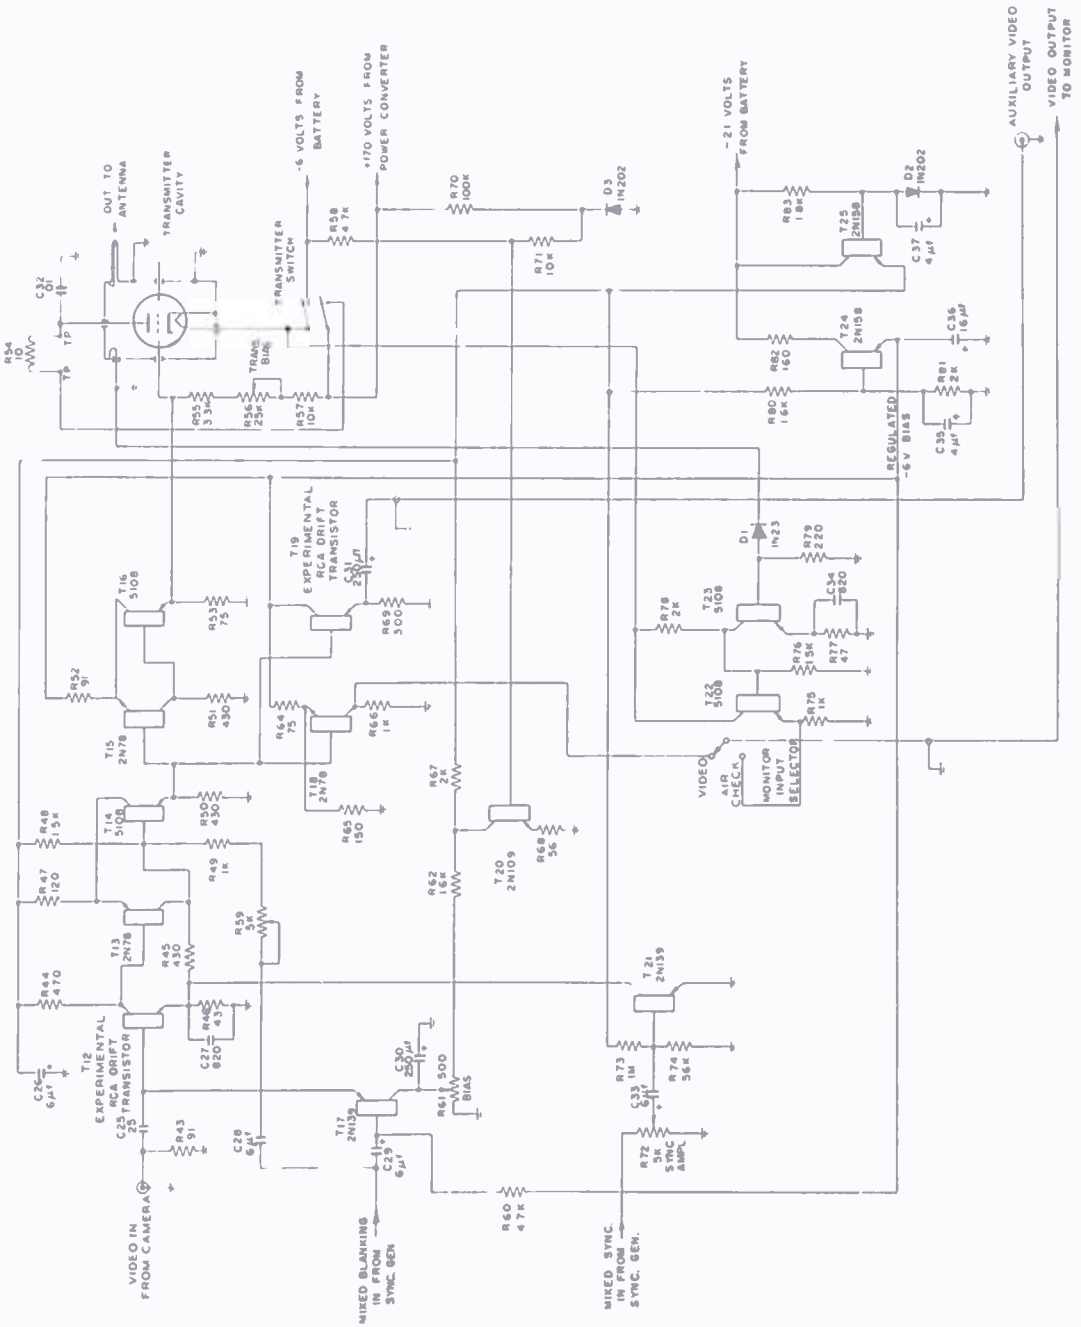 AUXILIARY VIDEO
OUTPUT
VIDEO OUTPUT
TO MONITOR
-6 VOLTS FROM
BATTERY
+170 VOLTS FROM
POWER CONVERTER
-21 VOLTS
FROM BATTERY
OUT TO
ANTENNA
TRANSMITTER
CAVITY
R54
10
TP
TP
C32
.01
TRANSMITTER
SWITCH
R58
4.7K
R70
100K
D3
1N202
R71
10K
R83
1.8K
T25
2N158
D2
1N202
C37
4μf
TRANS
BIAS
R55
3.3K
R56
25K
R57
10K
R82
160
T24
2N158
C36
16μf
R80
1.6K
R81
2K
C35
4μf
REGULATED
-6V BIAS
T19
EXPERIMENTAL
RCA DRIFT
TRANSISTOR
C31
250μf
D1
1N23
R79
220
T16
5108
R53
75
R69
300
R78
2K
T23
5108
C34
820
R52
91
R51
430
R76
15K
R77
47
T15
2N78
R64
75
R66
1K
T22
5108
R75
1K
T18
2N78
R67
2K
VIDEO
AIR
CHECK
MONITOR
INPUT
SELECTOR
R48
1.5K
T14
5108
R50
430
R65
150
R49
1K
R68
56
T20
2N109
R47
120
R62
16K
T13
2N78
R45
430
R59
5K
R44
470
T21
2N139
R46
43
C27
820
T12
EXPERIMENTAL
RCA DRIFT
TRANSISTOR
C26
6μf
C30
250μf
R61 500
BIAS
R73
1M
R74
56K
C25
25
C33
6μf
T17
2N139
R43
91
C28
6μf
C29
6μf
R72
5K
SYNC
AMPL
R60
47K
VIDEO IN
FROM CAMERA
MIXED BLANKING
IN FROM
SYNC. GEN
MIXED SYNC.
IN FROM
SYNC. GEN.